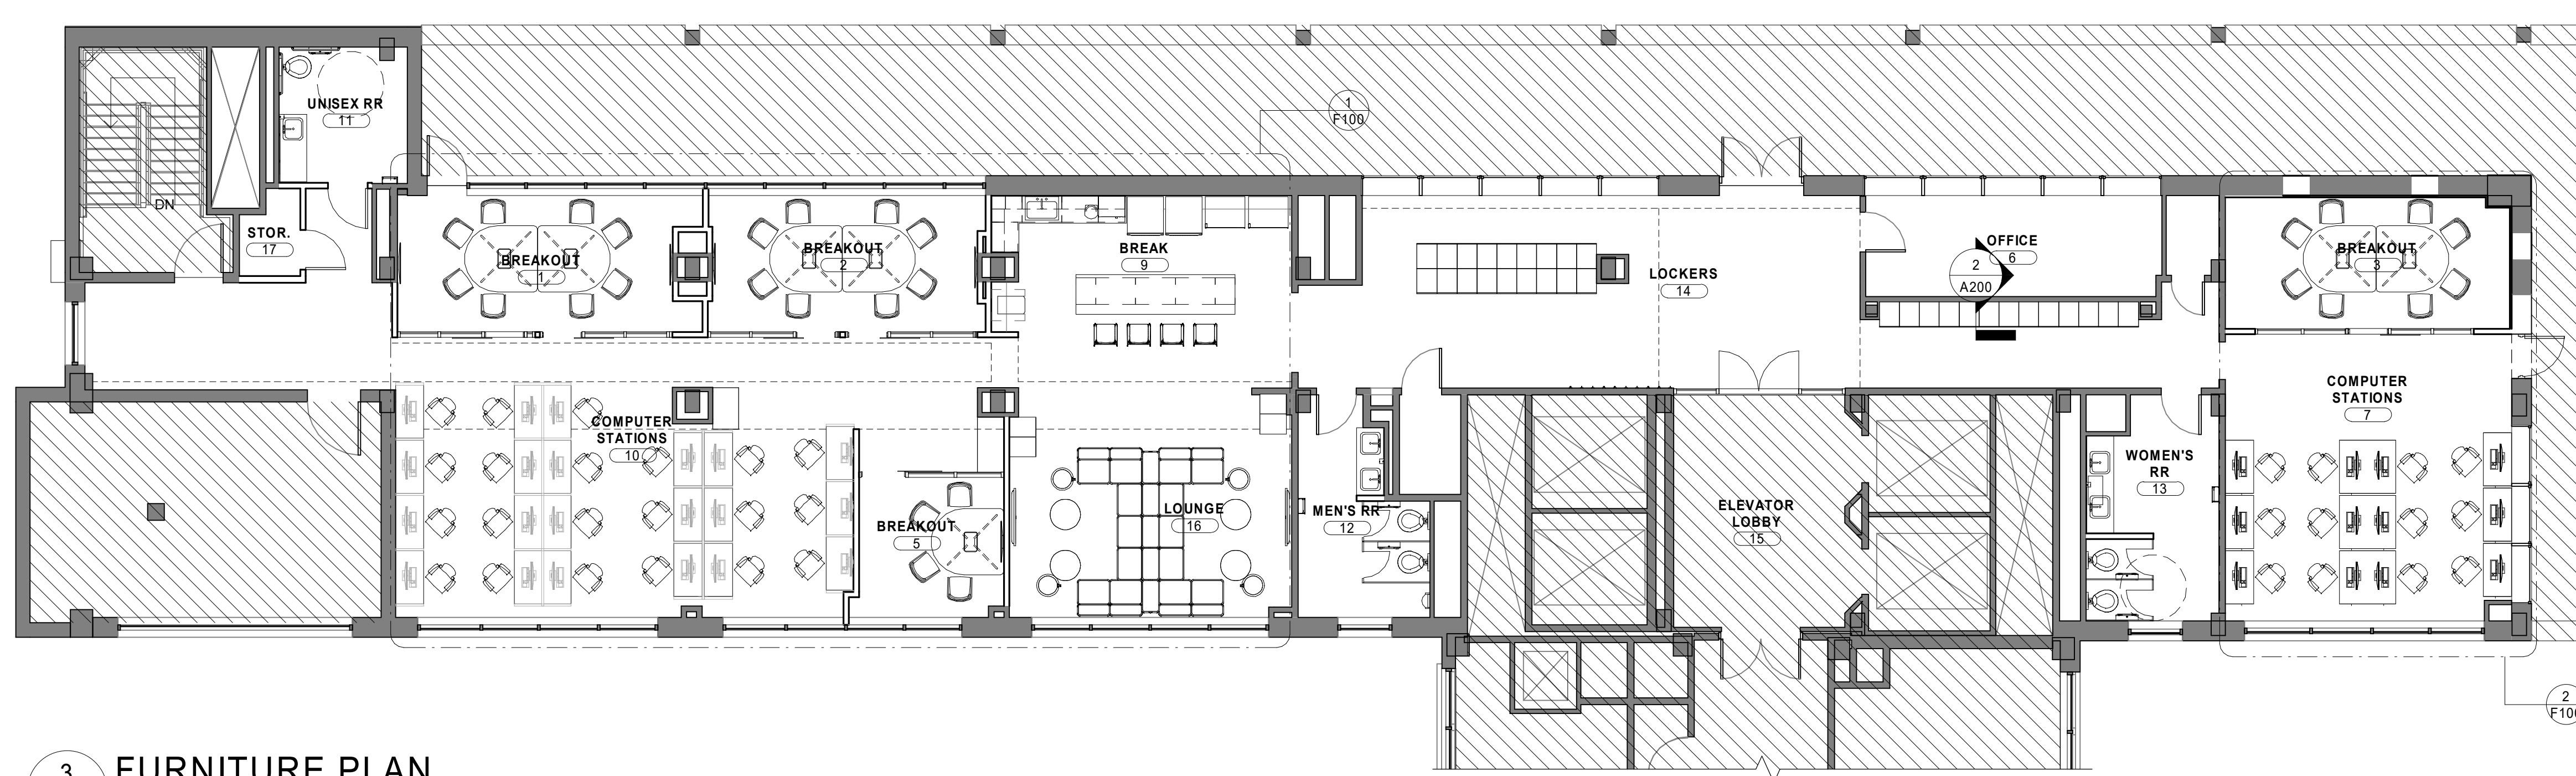 1
F100
UNISEX RR
11
DN
STOR.
17
BREAKOUT
1
BREAKOUT
2
BREAK
9
LOCKERS
14
OFFICE
6
2
A200
BREAKOUT
3
COMPUTER
STATIONS
10
BREAKOUT
5
LOUNGE
16
MEN'S RR
12
ELEVATOR
LOBBY
15
WOMEN'S
RR
13
COMPUTER
STATIONS
7
2
F100
3
FURNITURE PLAN